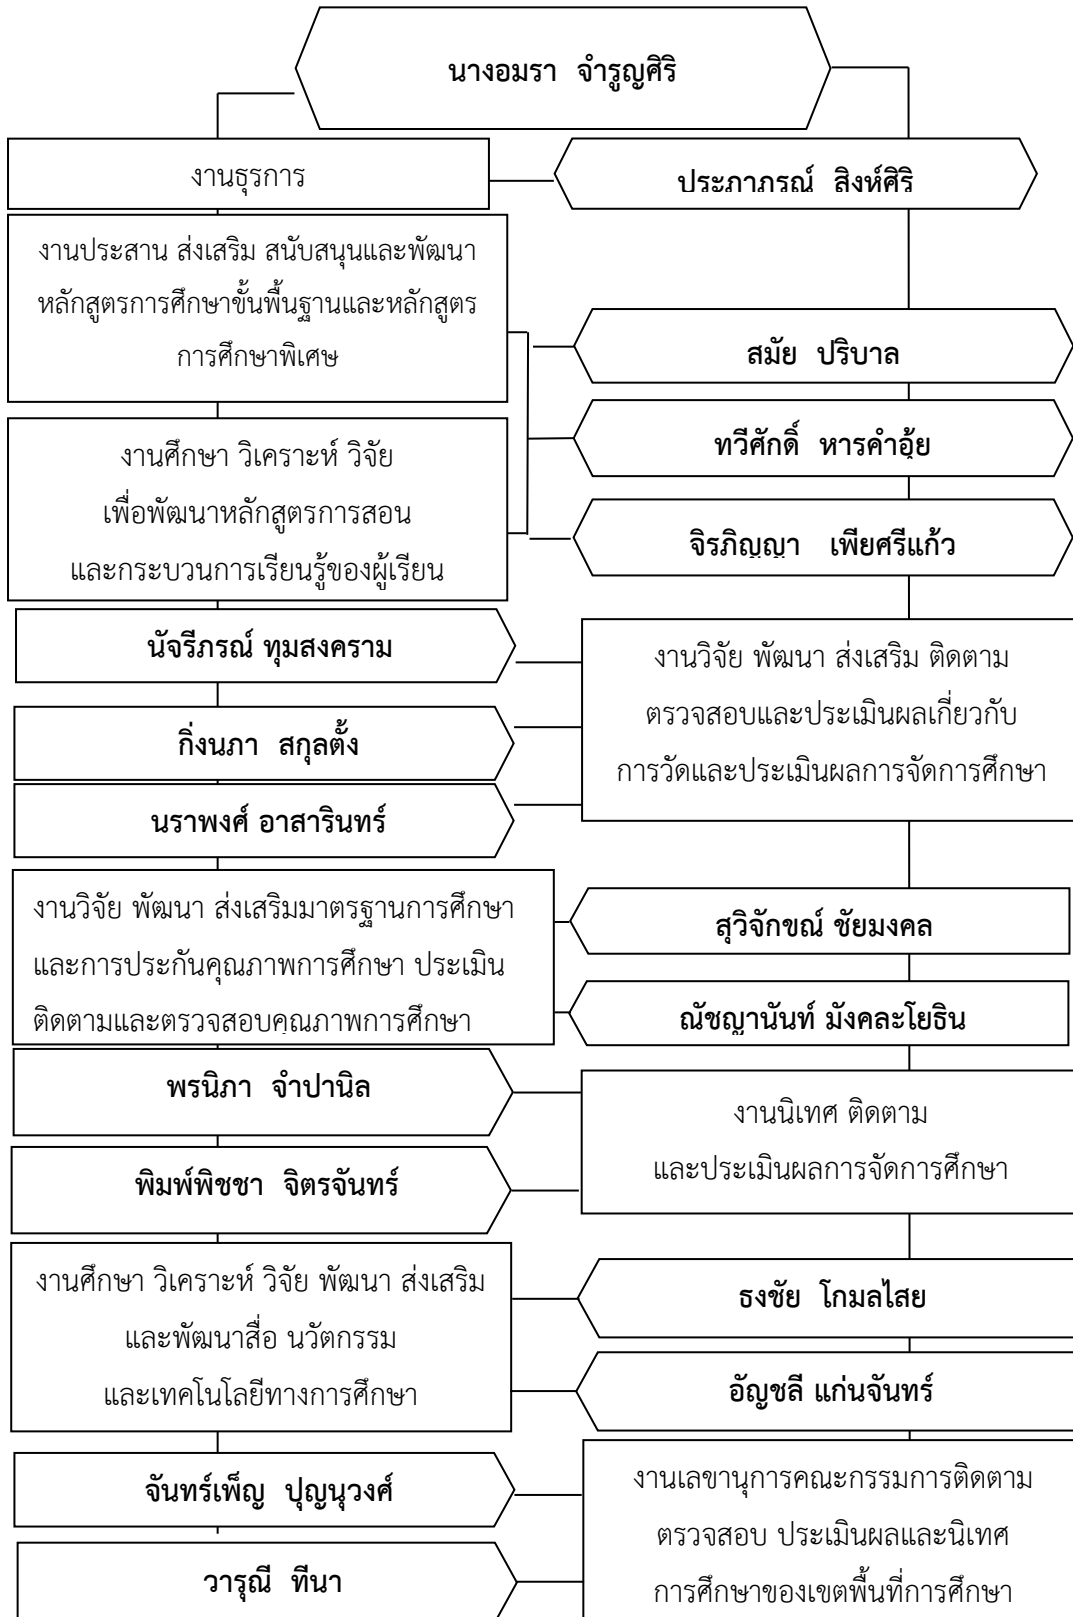 นางอมรา จำรูญศิริ
งานธุรการ
ประภาภรณ์ สิงห์ศิริ
งานประสาน ส่งเสริม สนับสนุนและพัฒนา
หลักสูตรการศึกษาขั้นพื้นฐานและหลักสูตร
การศึกษาพิเศษ
สมัย ปริบาล
ทวีศักดิ์ หารคำอุ้ย
งานศึกษา วิเคราะห์ วิจัย
เพื่อพัฒนาหลักสูตรการสอน
และกระบวนการเรียนรู้ของผู้เรียน
จิรภิญญา เพียศรีแก้ว
นัจรีภรณ์ ทุมสงคราม
กิ่งนภา สกุลตั้ง
นราพงศ์ อาสารินทร์
งานวิจัย พัฒนา ส่งเสริม ติดตาม
ตรวจสอบและประเมินผลเกี่ยวกับ
การวัดและประเมินผลการจัดการศึกษา
งานวิจัย พัฒนา ส่งเสริมมาตรฐานการศึกษา
และการประกันคุณภาพการศึกษา ประเมิน
ติดตามและตรวจสอบคุณภาพการศึกษา
สุวิจักขณ์ ชัยมงคล
ณัชญานันท์ มังคละโยธิน
พรนิภา จำปานิล
พิมพ์พิชชา จิตรจันทร์
งานนิเทศ ติดตาม
และประเมินผลการจัดการศึกษา
งานศึกษา วิเคราะห์ วิจัย พัฒนา ส่งเสริม
และพัฒนาสื่อ นวัตกรรม
และเทคโนโลยีทางการศึกษา
ธงชัย โกมลไสย
อัญชลี แก่นจันทร์
จันทร์เพ็ญ ปุญนุวงศ์
วารุณี ทีนา
งานเลขานุการคณะกรรมการติดตาม
ตรวจสอบ ประเมินผลและนิเทศ
การศึกษาของเขตพื้นที่การศึกษา